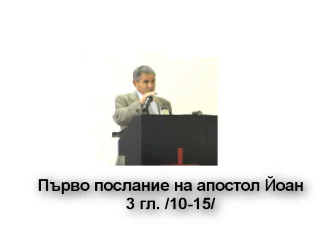 Първо послание на апостол Йоан
3 гл. /10-15/